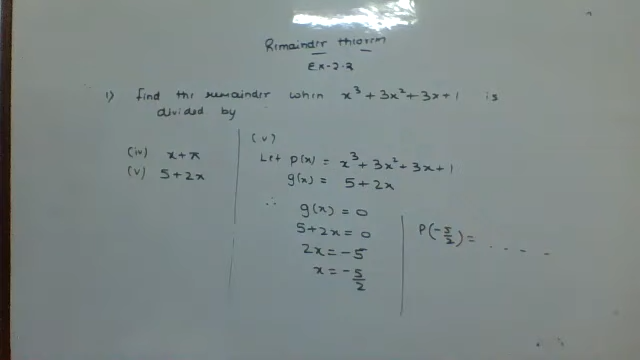 Remainder theorem
Ex-2.3
1) Find the remainder when x³ + 3x² + 3x + 1 is
divided by
(iv) x + π
(v) 5 + 2x
(v)
Let p(x) = x³ + 3x² + 3x + 1
g(x) = 5 + 2x
∴ g(x) = 0
5 + 2x = 0
2x = -5
x = -5/2
P(-5/2) = . . - -